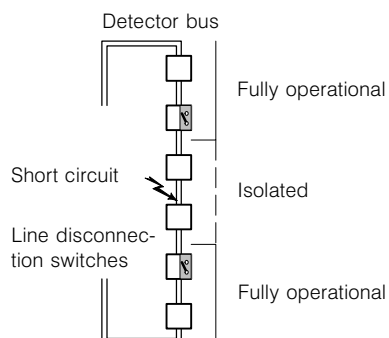 Detector bus
Fully operational
Short circuit
Isolated
Line disconnec-
tion switches
Fully operational